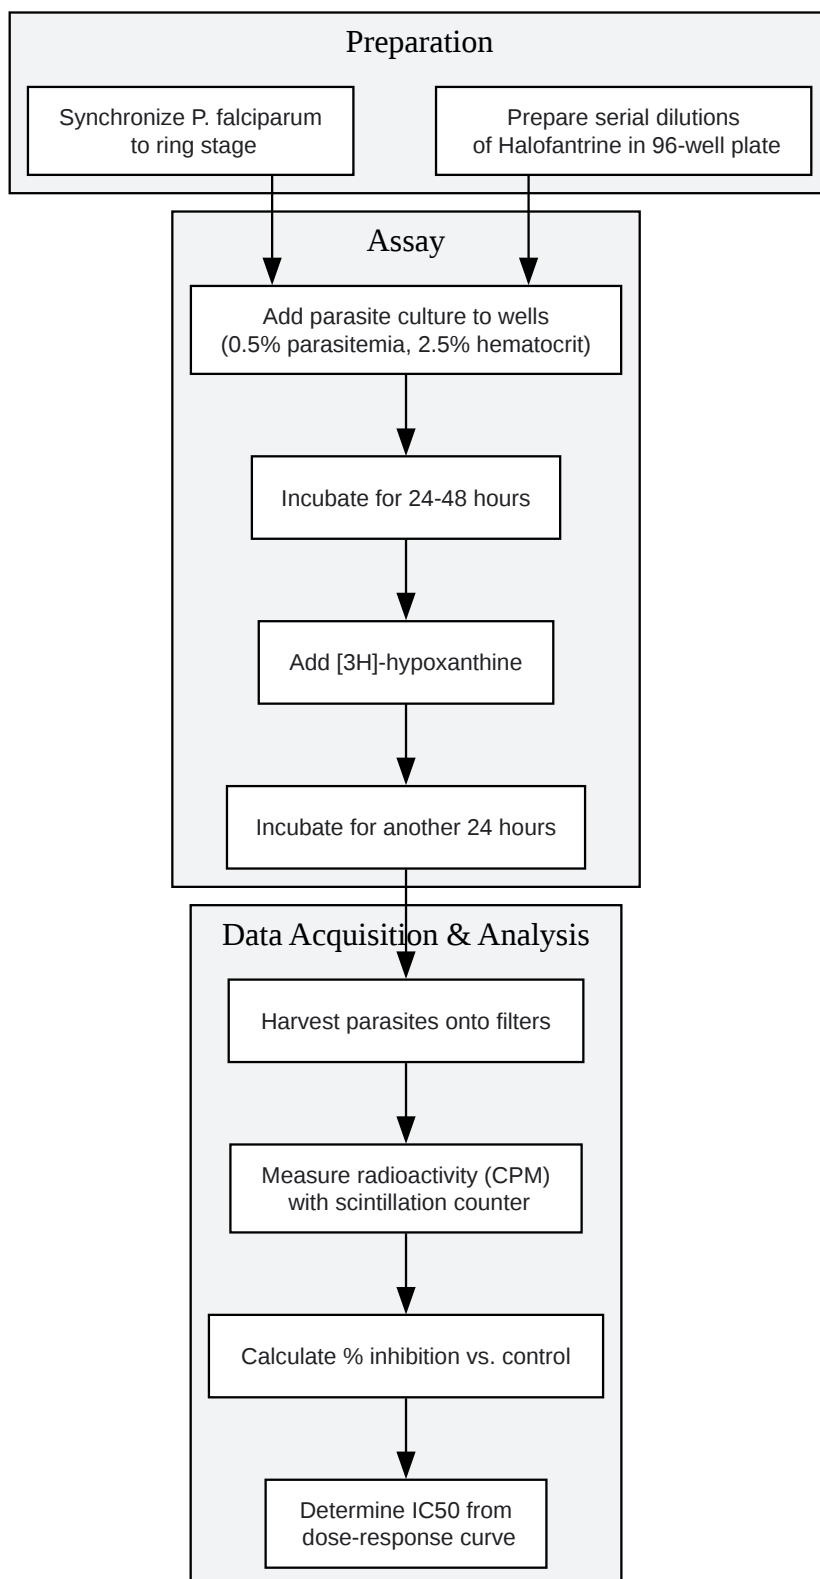 Preparation
Synchronize P. falciparum
to ring stage
Prepare serial dilutions
of Halofantrine in 96-well plate
Assay
Add parasite culture to wells
(0.5% parasitemia, 2.5% hematocrit)
Incubate for 24-48 hours
Add [3H]-hypoxanthine
Incubate for another 24 hours
Data Acquisition & Analysis
Harvest parasites onto filters
Measure radioactivity (CPM)
with scintillation counter
Calculate % inhibition vs. control
Determine IC50 from
dose-response curve